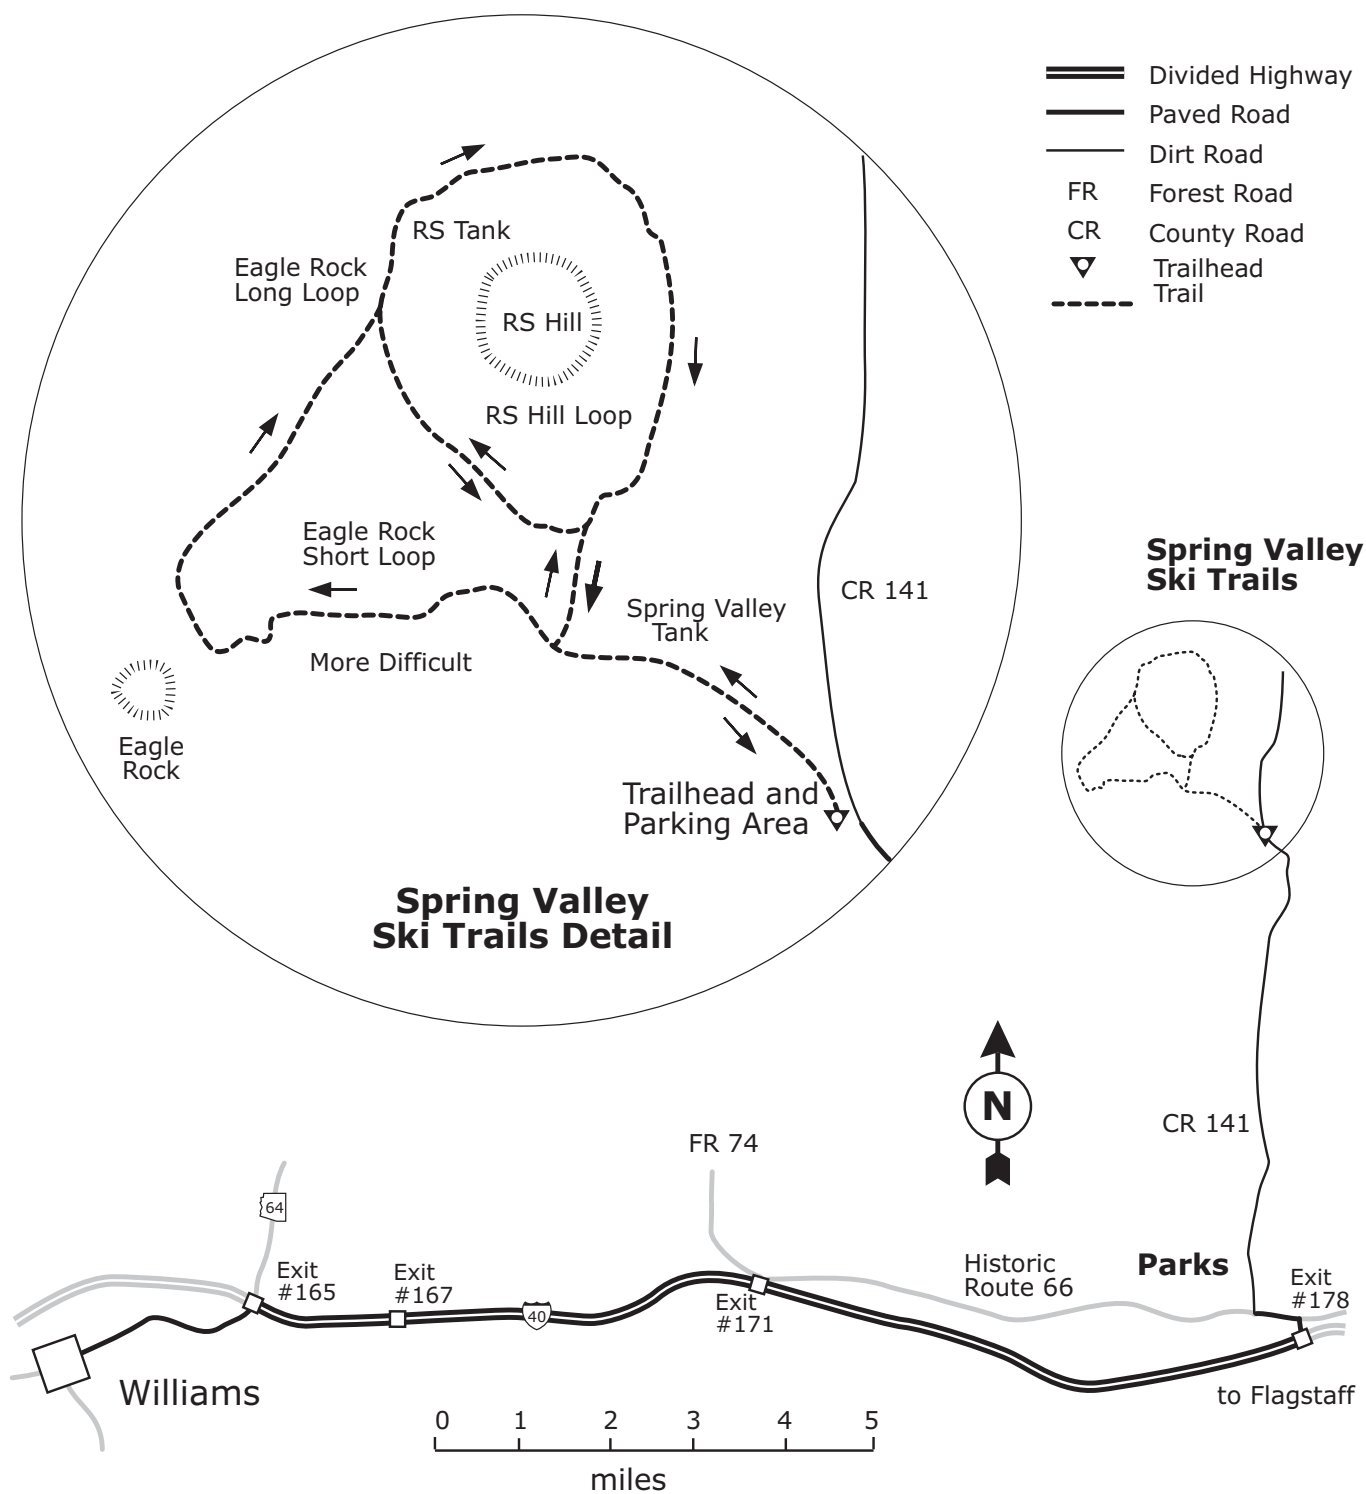 Divided Highway
Paved Road
Dirt Road
FR Forest Road
CR County Road
Trailhead
Trail
RS Tank
Eagle Rock
Long Loop
RS Hill
RS Hill Loop
Eagle Rock
Short Loop
More Difficult
Spring Valley
Tank
CR 141
Eagle
Rock
Trailhead and
Parking Area
Spring Valley
Ski Trails Detail
Spring Valley
Ski Trails
N
CR 141
FR 74
64
Historic
Route 66
Parks
Exit
#165
Exit
#167
40
Exit
#171
Exit
#178
Williams
to Flagstaff
0 1 2 3 4 5
miles